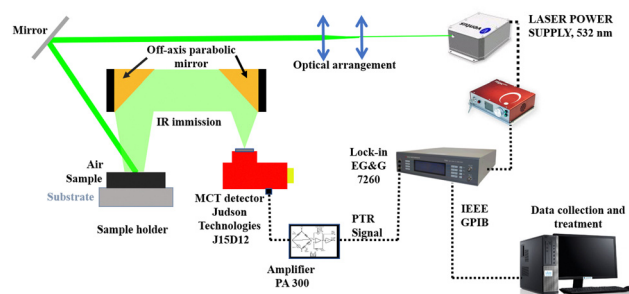 Mirror
Off-axis parabolic
mirror
Optical arrangement
LASER POWER
SUPPLY, 532 nm
IR immission
Lock-in
EG&G
7260
Air
Sample
Substrate
Sample holder
MCT detector
Judson
Technologies
J15D12
Amplifier
PA 300
PTR
Signal
IEEE
GPIB
Data collection and
treatment